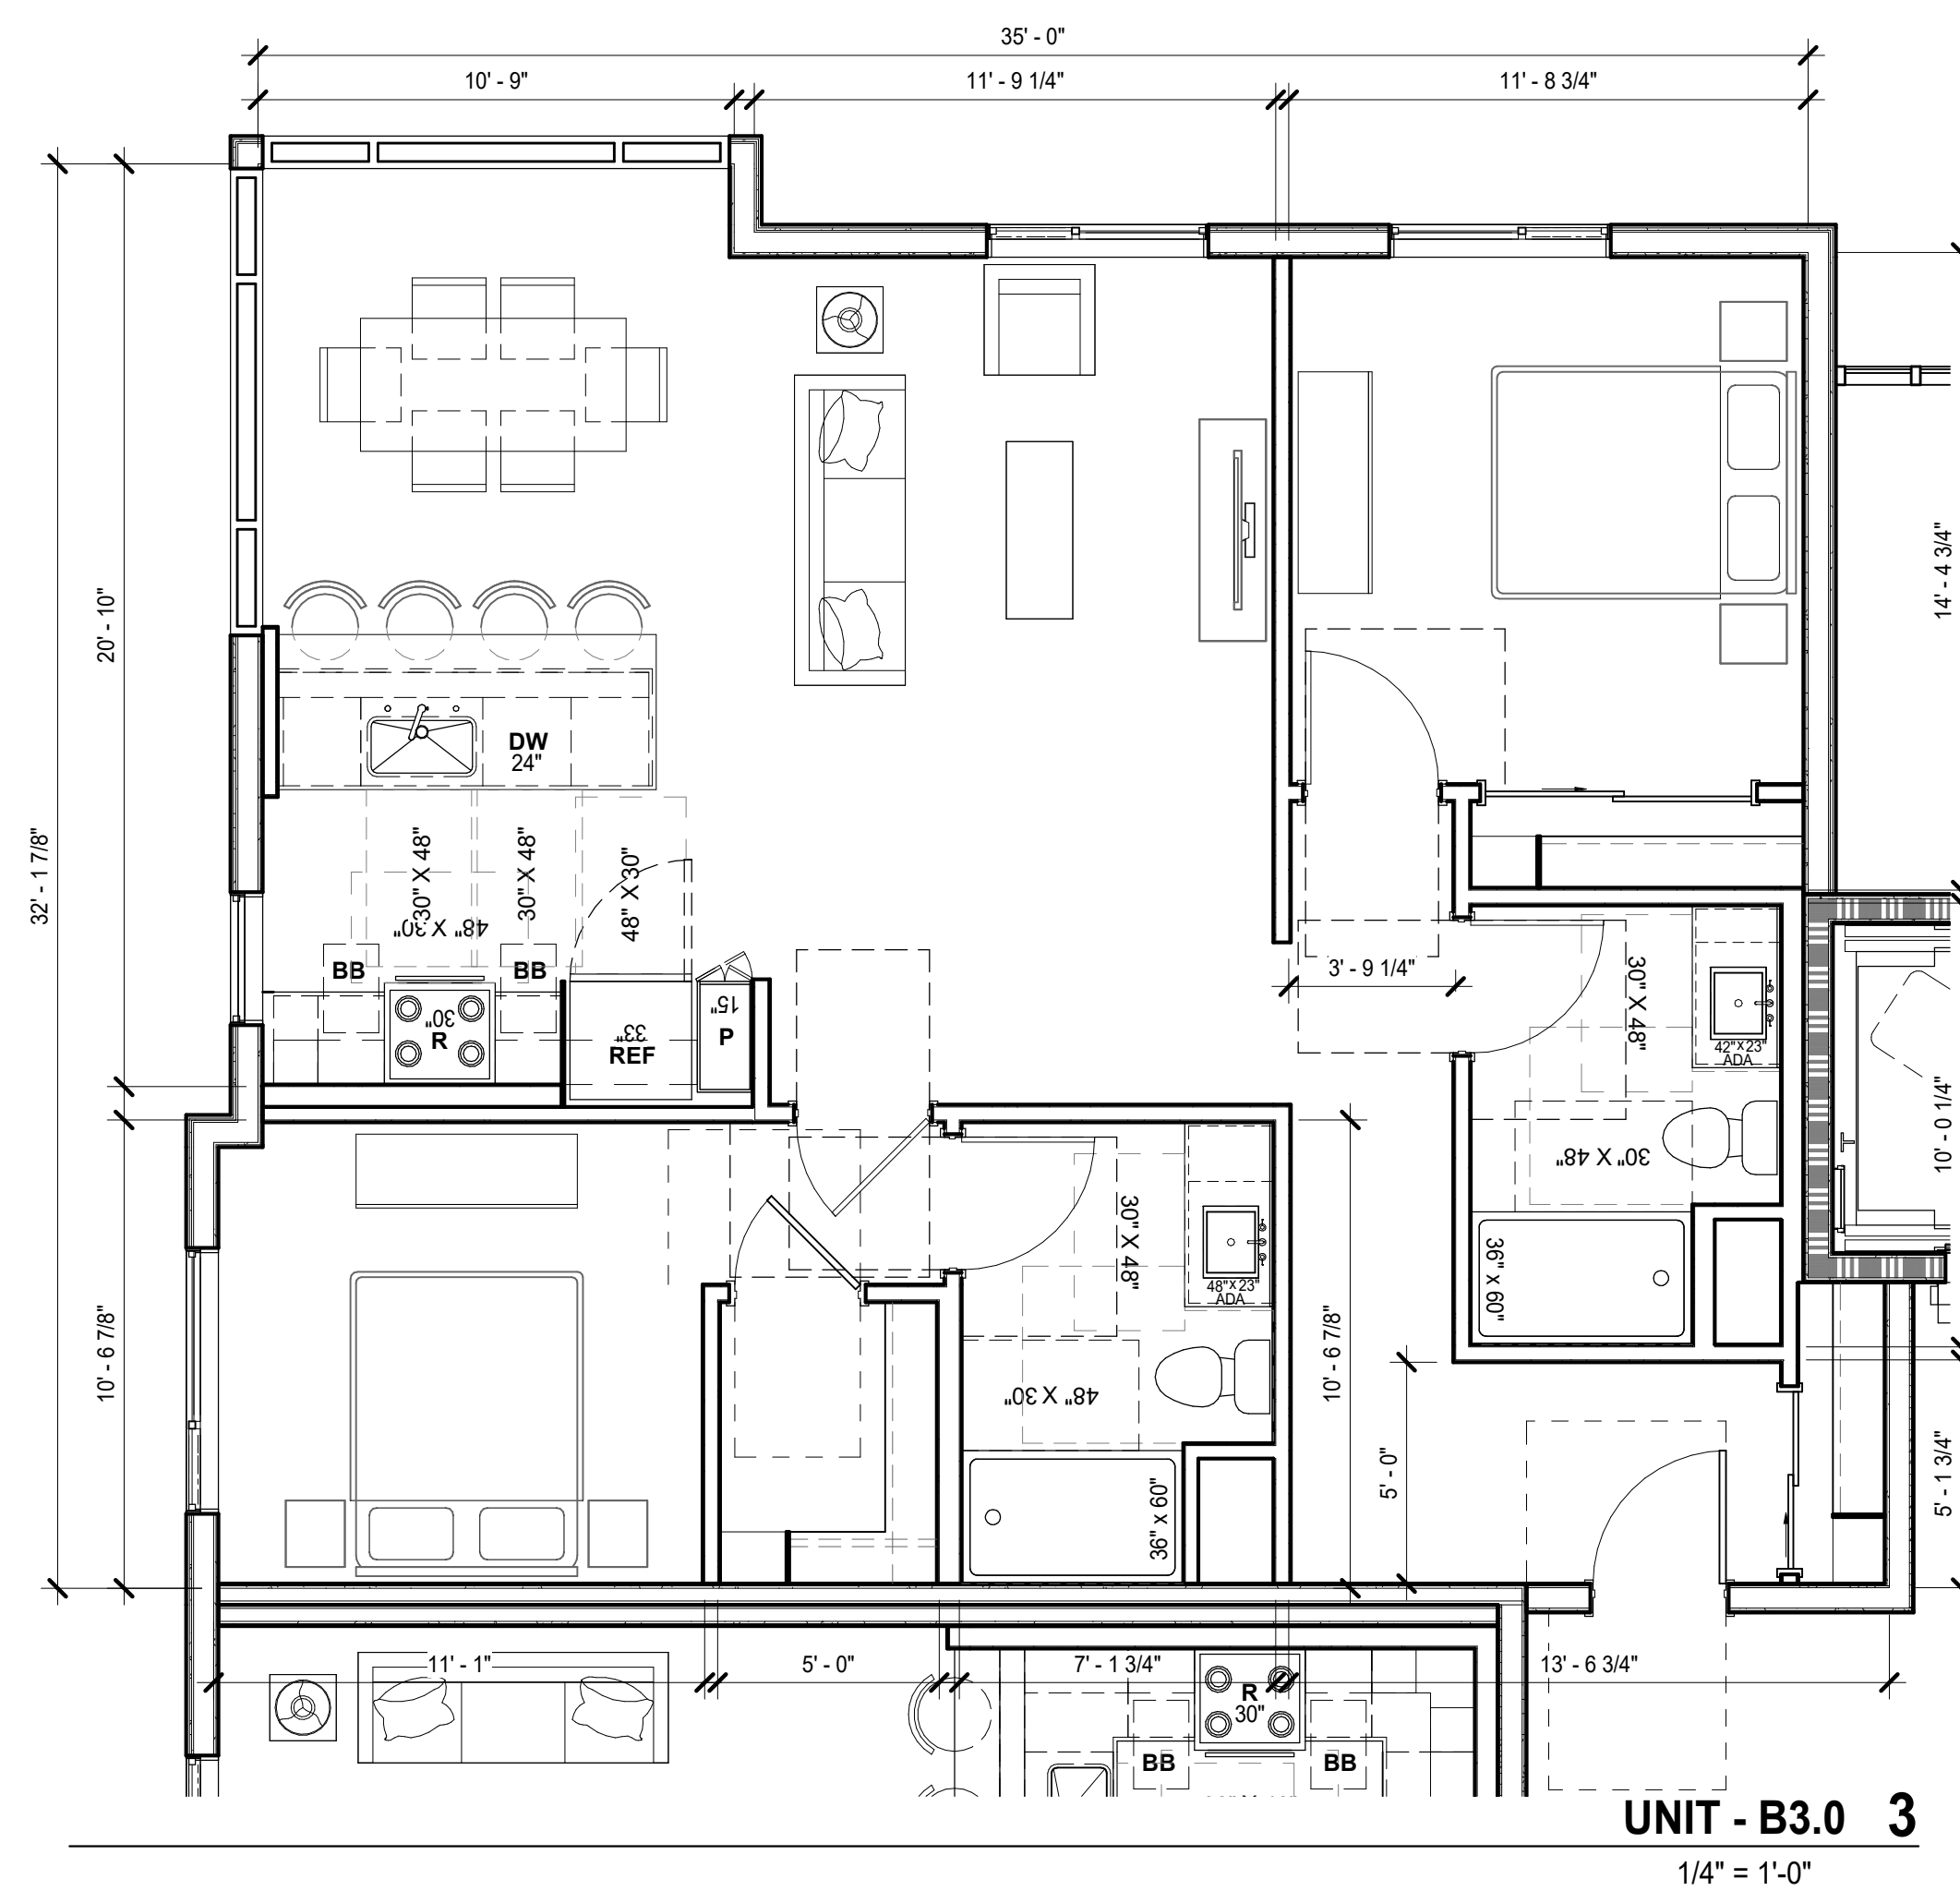 35' - 0"
10' - 9"
11' - 9 1/4"
11' - 8 3/4"
32' - 1 7/8"
20' - 10"
14' - 4 3/4"
DW
24"
30" X 48"
30" X 48"
48" X 30"
48" X 30"
BB
BB
30"
R
33"
REF
15"
P
3' - 9 1/4"
30" X 48"
42"x23"
ADA
30" X 48"
36" x 60"
10' - 0 1/4"
10' - 6 7/8"
30" X 48"
48"x23"
ADA
48" X 30"
36" x 60"
10' - 6 7/8"
5' - 0"
5' - 1 3/4"
11' - 1"
5' - 0"
7' - 1 3/4"
13' - 6 3/4"
R
30"
BB
BB
UNIT - B3.0 3
1/4" = 1'-0"